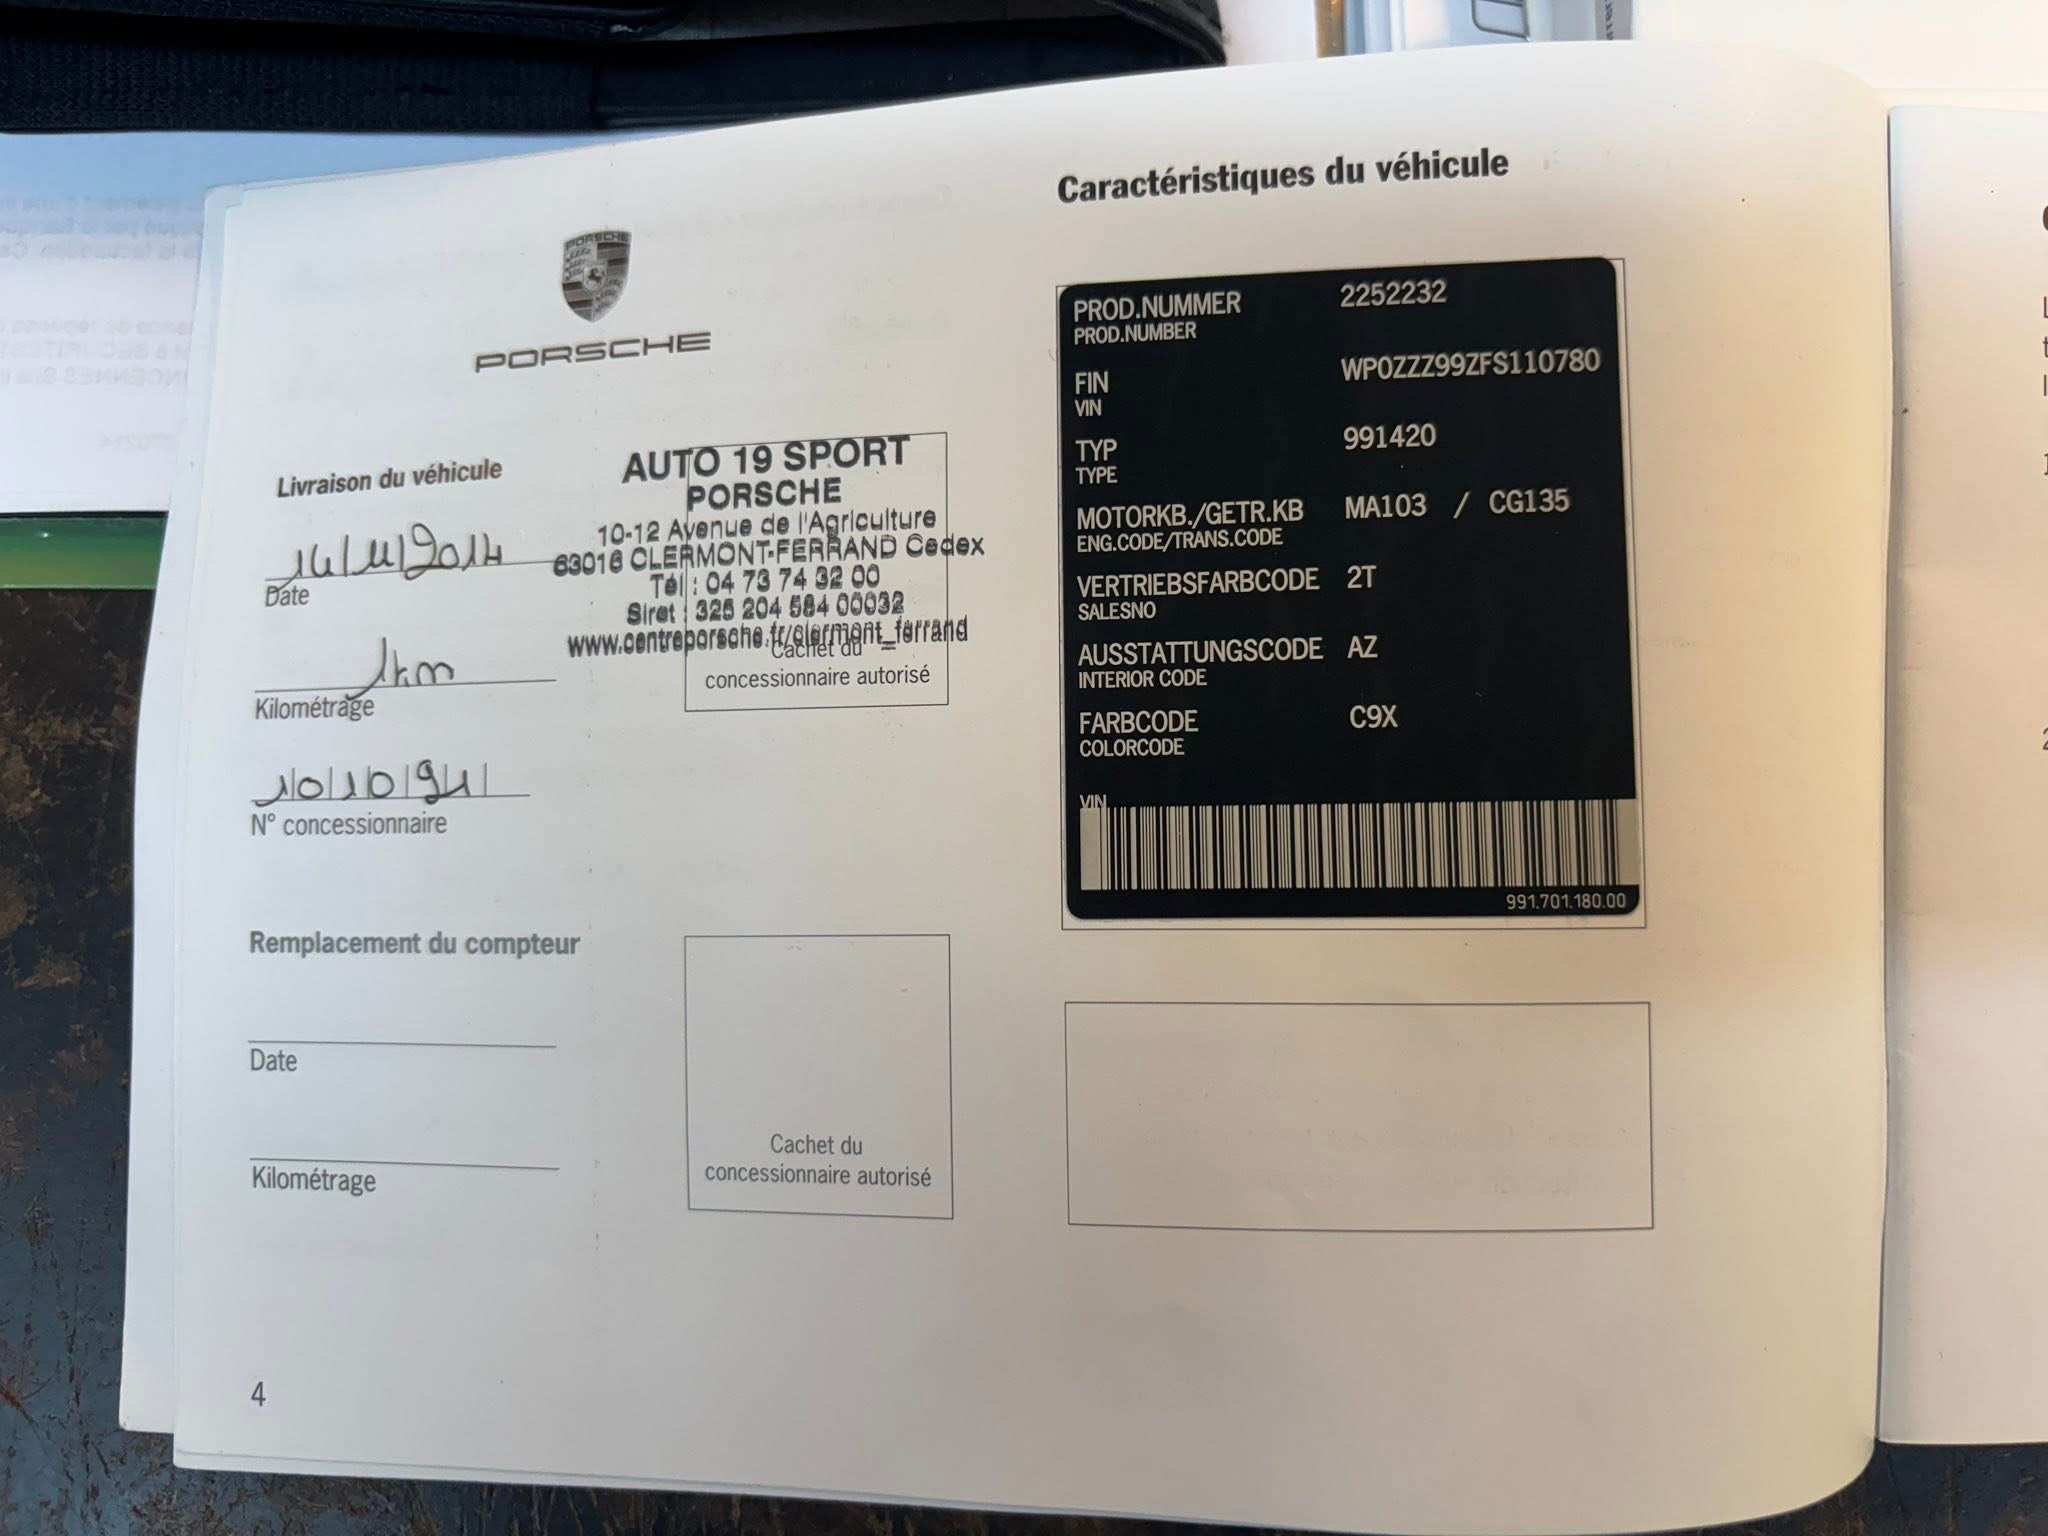 PORSCHE
PORSCHE
Livraison du véhicule
14/11/2014
Date
1km
Kilométrage
N° concessionnaire
AUTO 19 SPORT
PORSCHE
10-12 Avenue de l'Agriculture
63016 CLERMONT-FERRAND Cedex
Tél : 04 73 74 32 00
Siret : 325 204 584 00032
www.centreporsche.fr/clermont_ferrand
Cachet du
concessionnaire autorisé
Remplacement du compteur
Date
Kilométrage
Cachet du
concessionnaire autorisé
4
Caractéristiques du véhicule
PROD.NUMMER 2252232
PROD.NUMBER
FIN WP0ZZZ99ZFS110780
VIN
TYP 991420
TYPE
MOTORKB./GETR.KB MA103 / CG135
ENG.CODE/TRANS.CODE
VERTRIEBSFARBCODE 2T
SALESNO
AUSSTATTUNGSCODE AZ
INTERIOR CODE
FARBCODE C9X
COLORCODE
VIN
991.701.180.00